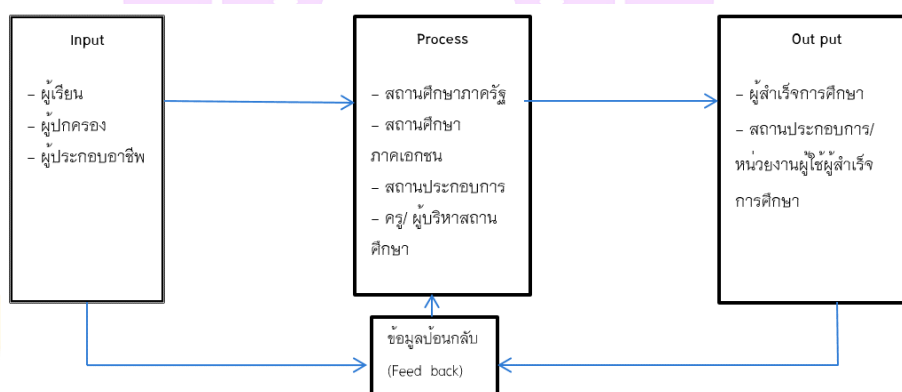 Input
- ผู้เรียน
- ผู้ปกครอง
- ผู้ประกอบอาชีพ
Process
- สถานศึกษาภาครัฐ
- สถานศึกษา
ภาคเอกชน
- สถานประกอบการ
- ครู/ ผู้บริหาสถาน
ศึกษา
Out put
- ผู้สำเร็จการศึกษา
- สถานประกอบการ/
หน่วยงานผู้ใช้ผู้สำเร็จ
การศึกษา
ข้อมูลป้อนกลับ
(Feed back)